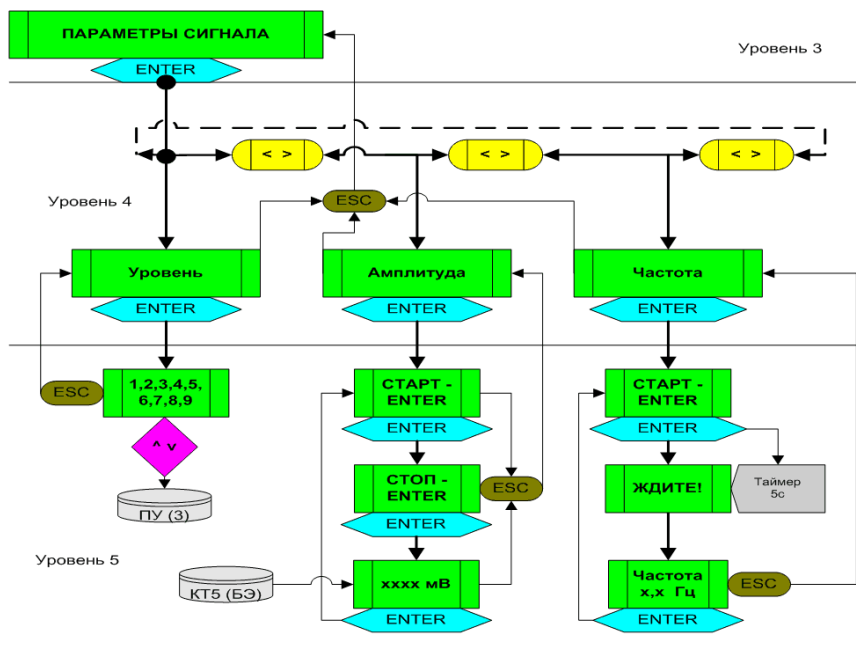 ПАРАМЕТРЫ СИГНАЛА
Уровень 3
ENTER
< >
< >
< >
Уровень 4
ESC
Уровень
Амплитуда
Частота
ENTER
ENTER
ENTER
ESC
1,2,3,4,5,
6,7,8,9
СТАРТ -
ENTER
СТАРТ -
ENTER
ENTER
ENTER
^ v
СТОП -
ENTER
ESC
ЖДИТЕ!
Таймер
5с
ПУ (3)
ENTER
Уровень 5
КТ5 (БЭ)
xxxx мВ
Частота
x,x Гц
ESC
ENTER
ENTER